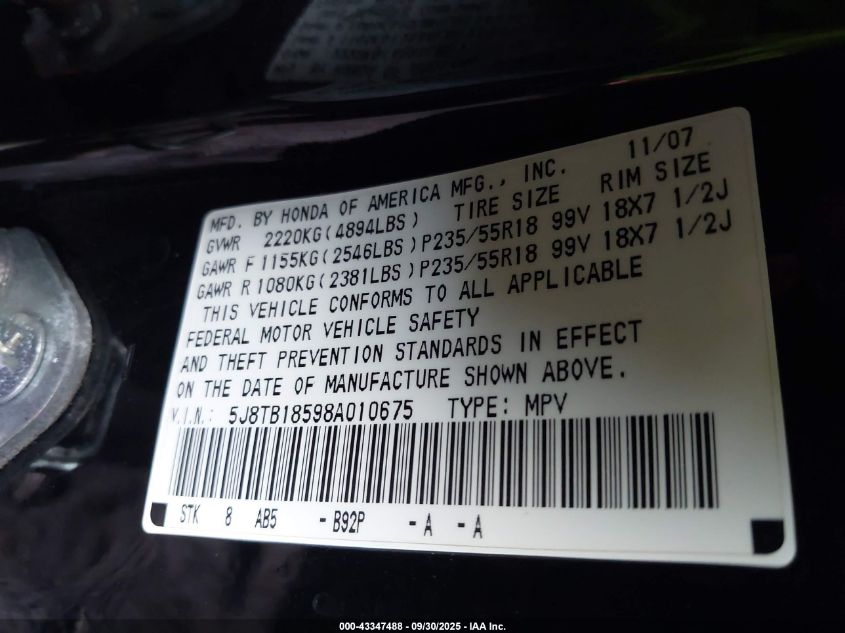 11/07
MFD. BY HONDA OF AMERICA MFG., INC.
GVWR 2220KG(4894LBS) TIRE SIZE RIM SIZE
GAWR F 1155KG(2546LBS)P235/55R18 99V 18X7 1/2J
GAWR R 1080KG(2381LBS)P235/55R18 99V 18X7 1/2J
THIS VEHICLE CONFORMS TO ALL APPLICABLE
FEDERAL MOTOR VEHICLE SAFETY
AND THEFT PREVENTION STANDARDS IN EFFECT
ON THE DATE OF MANUFACTURE SHOWN ABOVE.
V.I.N.: 5J8TB18598A010675 TYPE: MPV
STK 8 AB5 -B92P -A -A
000-43347488 - 09/30/2025 - IAA Inc.